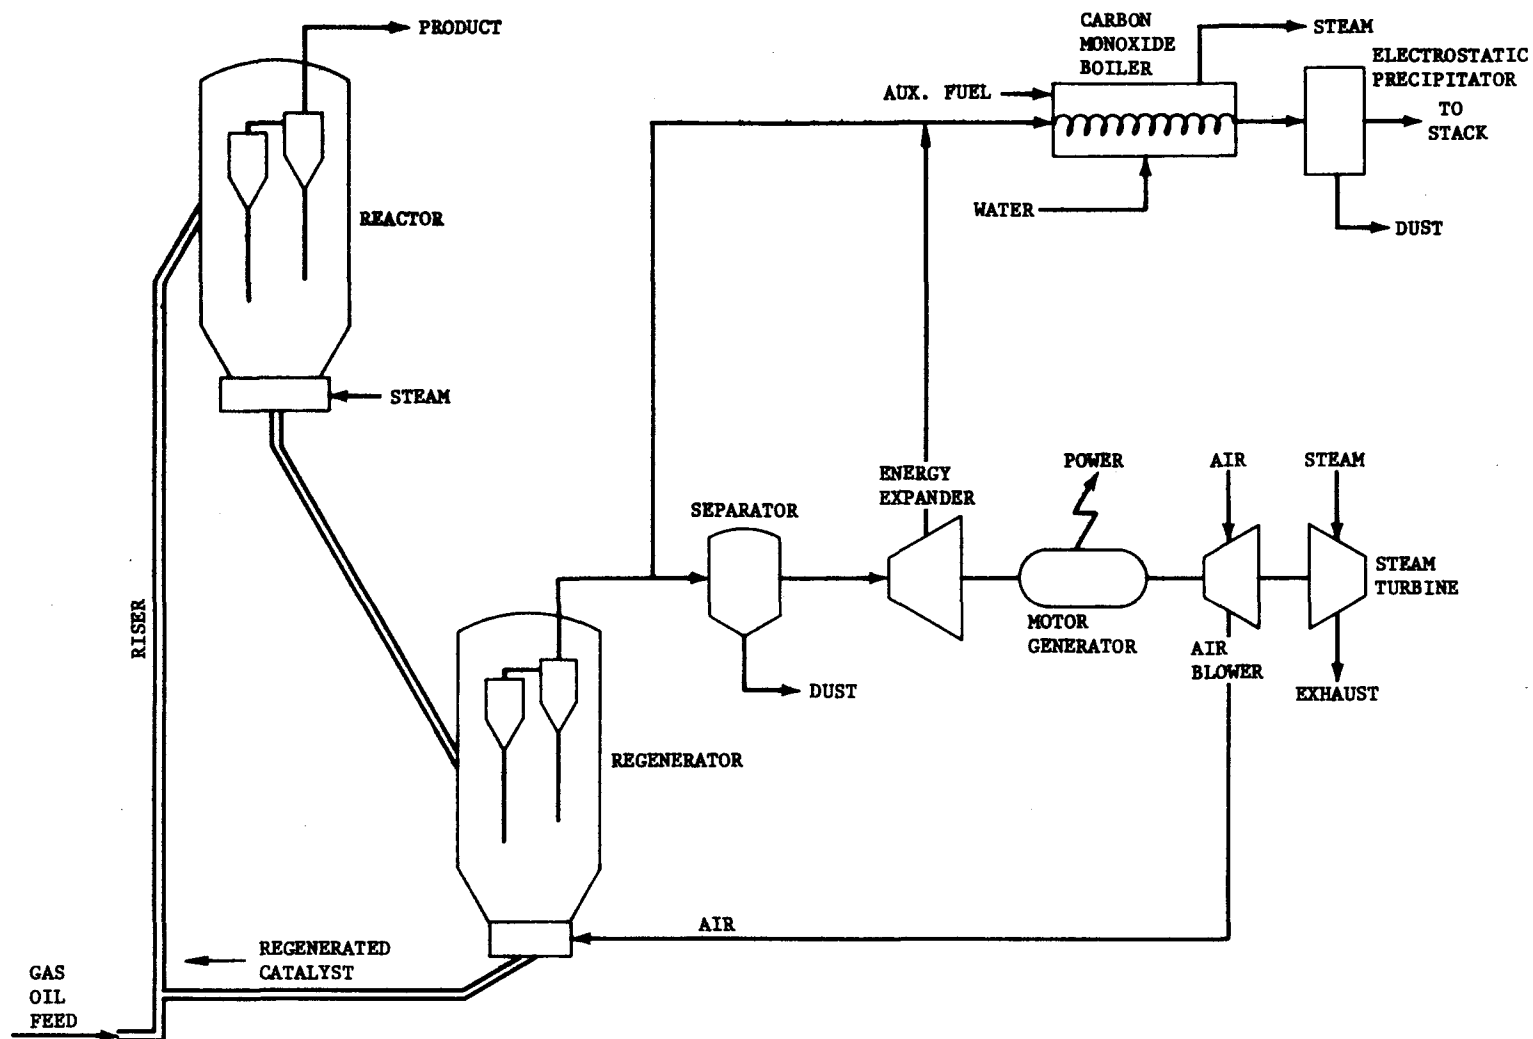 PRODUCT
CARBON
MONOXIDE
BOILER
STEAM
ELECTROSTATIC
PRECIPITATOR
TO
STACK
AUX. FUEL
WATER
DUST
REACTOR
STEAM
RISER
SEPARATOR
ENERGY
EXPANDER
POWER
AIR
STEAM
STEAM
TURBINE
MOTOR
GENERATOR
AIR
BLOWER
EXHAUST
DUST
REGENERATOR
AIR
REGENERATED
CATALYST
GAS
OIL
FEED